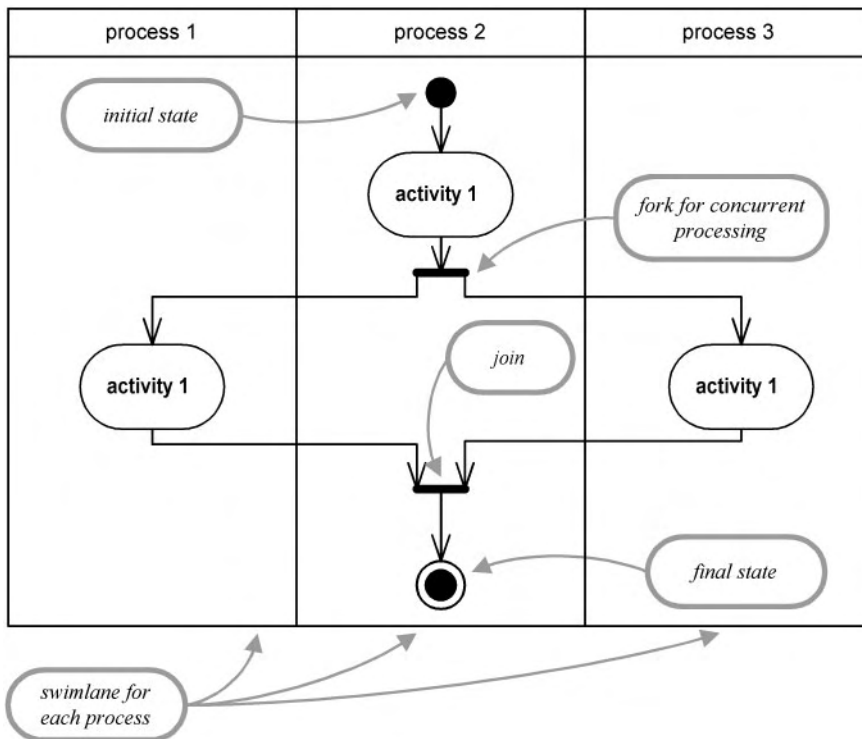 process 1
process 2
process 3
initial state
activity 1
fork for concurrent
processing
join
activity 1
activity 1
final state
swimlane for
each process